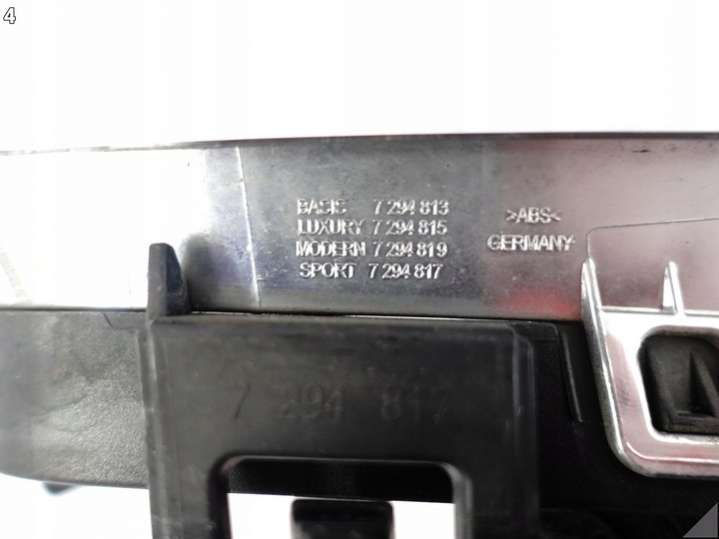 4
BASIS 7 294 813
LUXURY 7 294 815
MODERN 7 294 819
SPORT 7 294 817
>ABS<
GERMANY
7 294 817